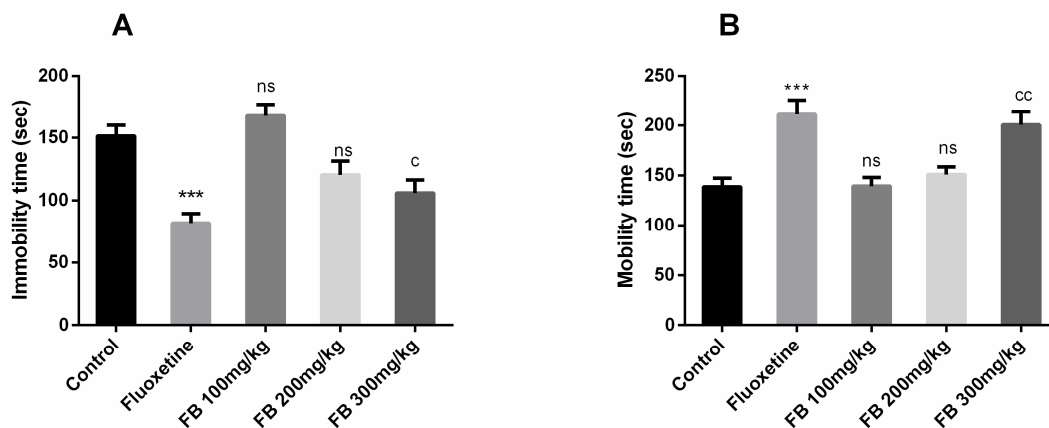 A
Immobility time (sec)
200
150
100
50
0
***
ns
ns
c
Control
Fluoxetine
FB 100mg/kg
FB 200mg/kg
FB 300mg/kg
B
Mobility time (sec)
250
200
150
100
50
0
***
ns
ns
cc
Control
Fluoxetine
FB 100mg/kg
FB 200mg/kg
FB 300mg/kg